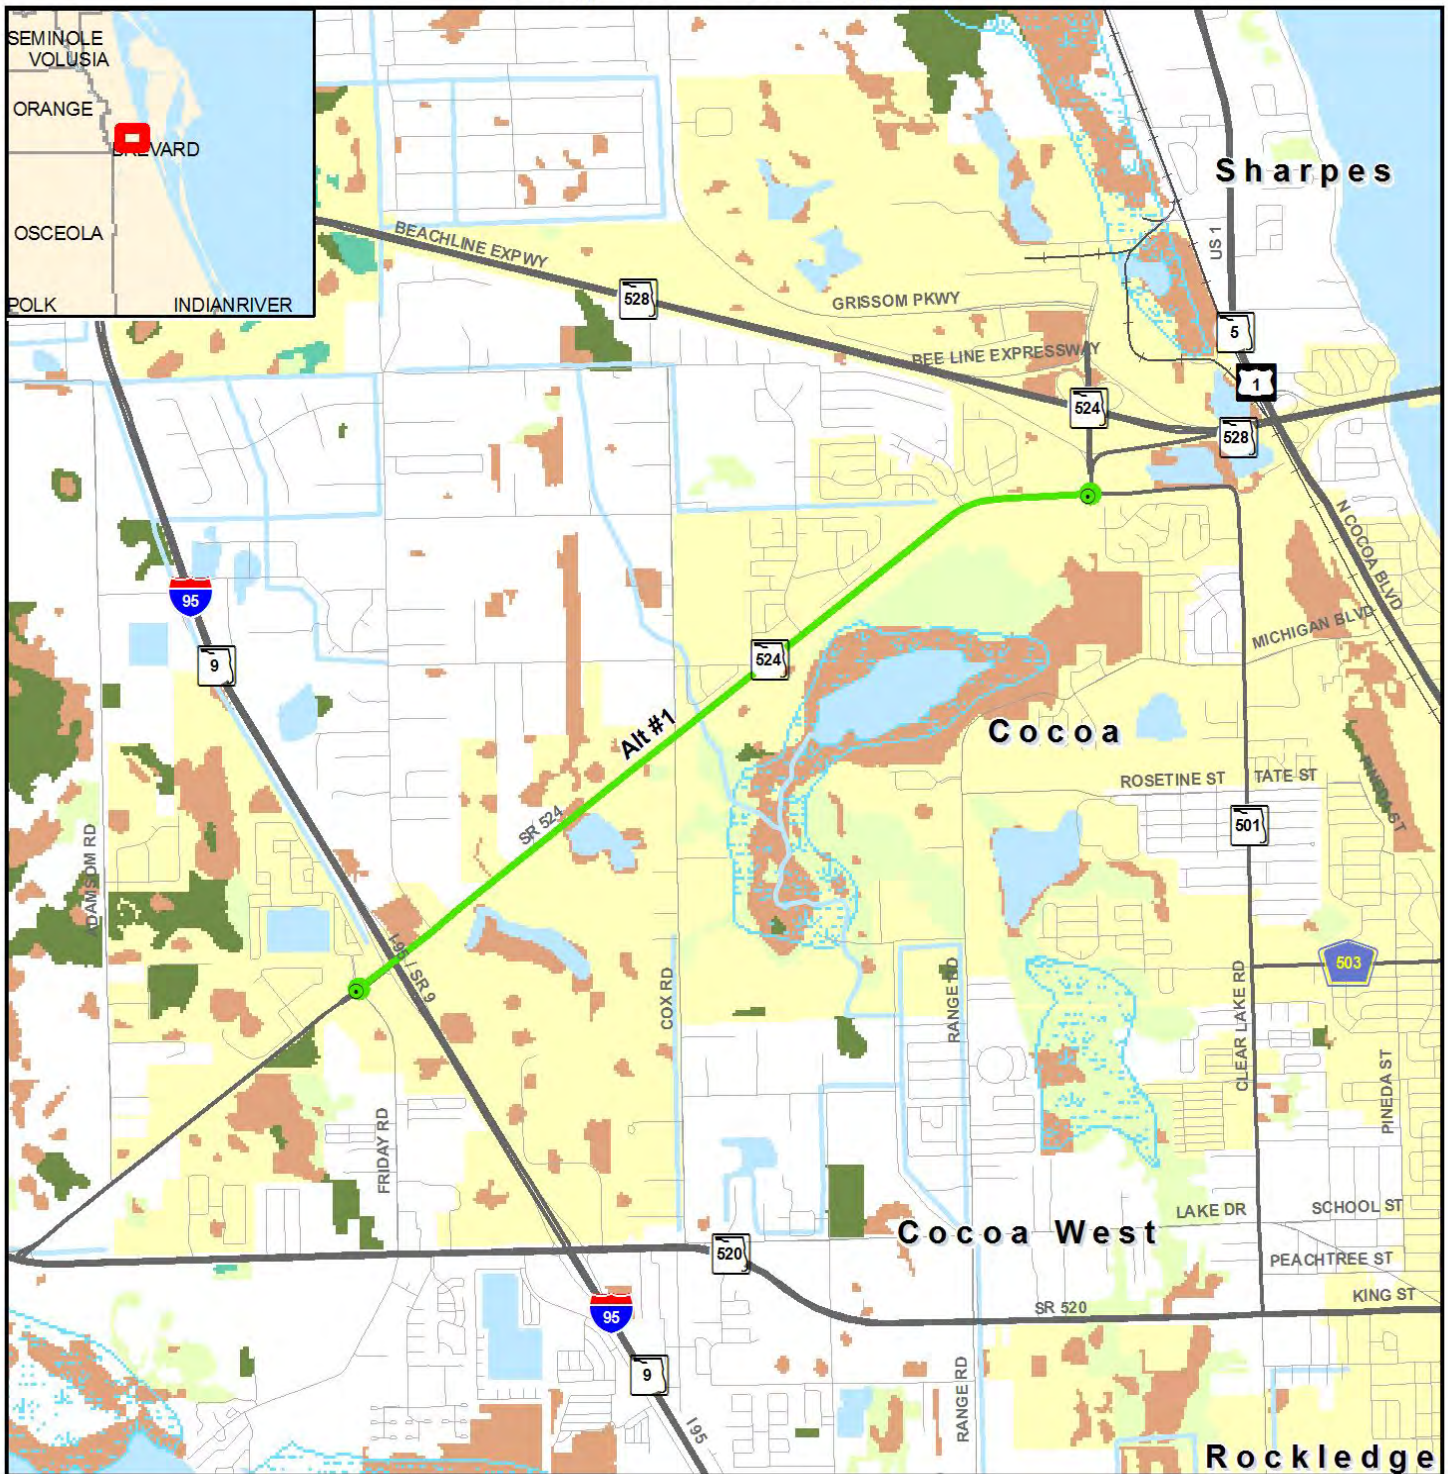 SEMINOLE
VOLUSIA
ORANGE
BREVARD
OSCEOLA
POLK
INDIANRIVER
Sharpes
BEACHLINE EXPWY
US 1
528
GRISSOM PKWY
5
BEE LINE EXPRESSWAY
1
524
528
N COCOA BLVD
95
MICHIGAN BLVD
9
524
Alt #1
Cocoa
ROSETINE ST
TATE ST
PINEDA ST
SR 524
501
ADAMSON RD
I-95 / SR 9
503
COX RD
RANGE RD
CLEAR LAKE RD
PINEDA ST
FRIDAY RD
LAKE DR
SCHOOL ST
Cocoa West
520
PEACHTREE ST
KING ST
95
SR 520
9
RANGE RD
I 95
Rockledge